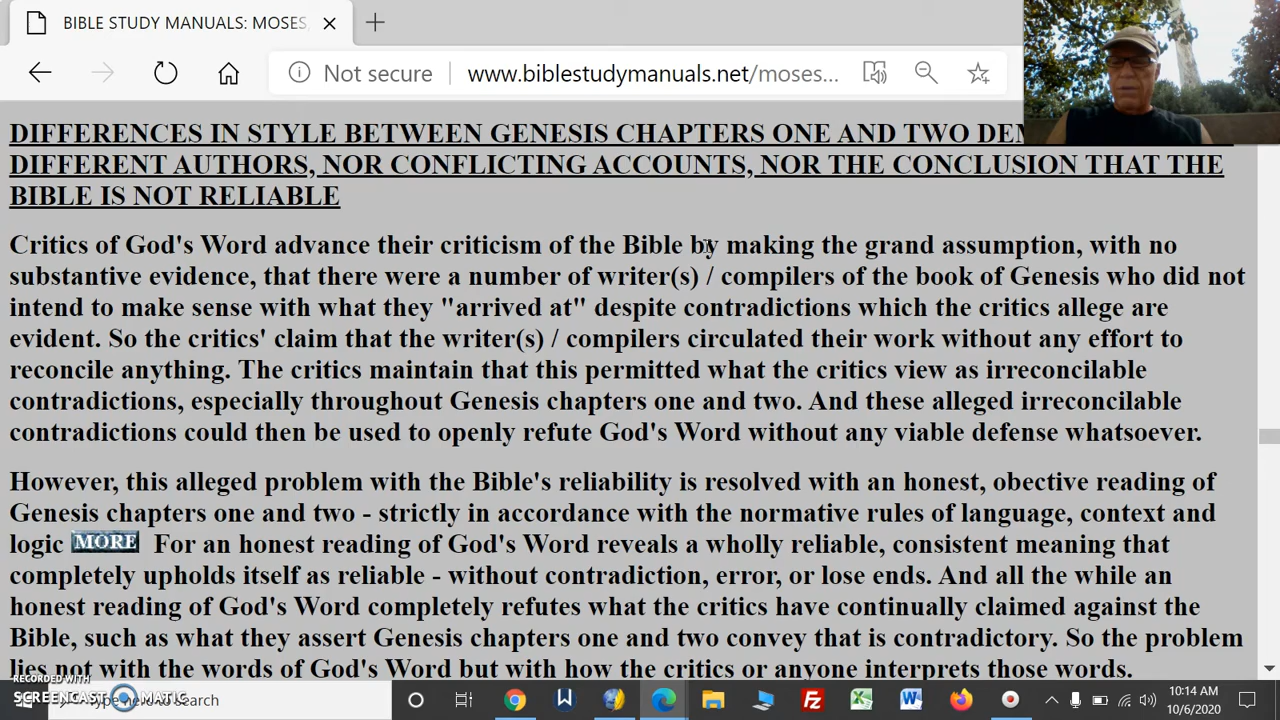 BIBLE STUDY MANUALS: MOSES,
Not secure
www.biblestudymanuals.net/moses...
DIFFERENCES IN STYLE BETWEEN GENESIS CHAPTERS ONE AND TWO
DIFFERENT AUTHORS, NOR CONFLICTING ACCOUNTS, NOR THE CONCLUSION THAT THE
BIBLE IS NOT RELIABLE
Critics of God's Word advance their criticism of the Bible by making the grand assumption, with no
substantive evidence, that there were a number of writer(s) / compilers of the book of Genesis who did not
intend to make sense with what they "arrived at" despite contradictions which the critics allege are
evident. So the critics' claim that the writer(s) / compilers circulated their work without any effort to
reconcile anything. The critics maintain that this permitted what the critics view as irreconcilable
contradictions, especially throughout Genesis chapters one and two. And these alleged irreconcilable
contradictions could then be used to openly refute God's Word without any viable defense whatsoever.
However, this alleged problem with the Bible's reliability is resolved with an honest, obective reading of
Genesis chapters one and two - strictly in accordance with the normative rules of language, context and
logic MORE For an honest reading of God's Word reveals a wholly reliable, consistent meaning that
completely upholds itself as reliable - without contradiction, error, or lose ends. And all the while an
honest reading of God's Word completely refutes what the critics have continually claimed against the
Bible, such as what they assert Genesis chapters one and two convey that is contradictory. So the problem
lies not with the words of God's Word but with how the critics or anyone interprets those words.
RECORDED WITH
SCREENCAST MATIC
Type here to search
10:14 AM
10/6/2020